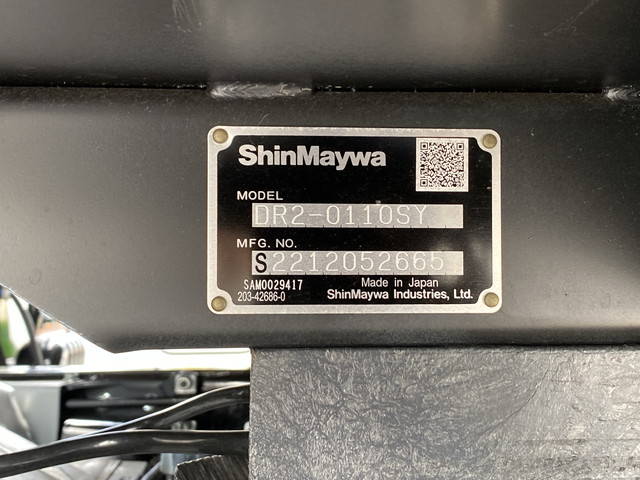 ShinMaywa
MODEL
DR2-0110SY
MFG. NO.
S2212052665
SAM0029417
Made in Japan
203-42686-0
ShinMaywa Industries, Ltd.